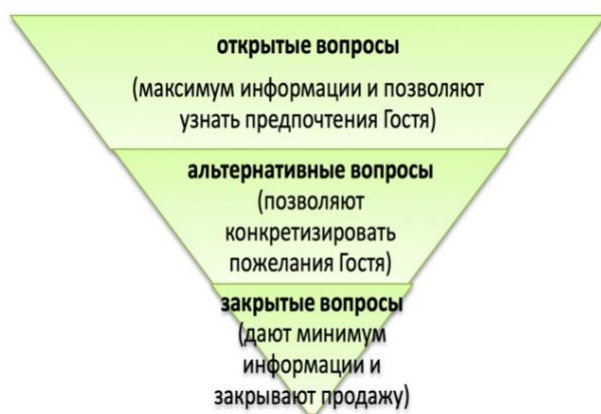 открытые вопросы
(максимум информации и позволяют
узнать предпочтения Гостя)
альтернативные вопросы
(позволяют
конкретизировать
пожелания Гостя)
закрытые вопросы
(дают минимум
информации и
закрывают продажу)